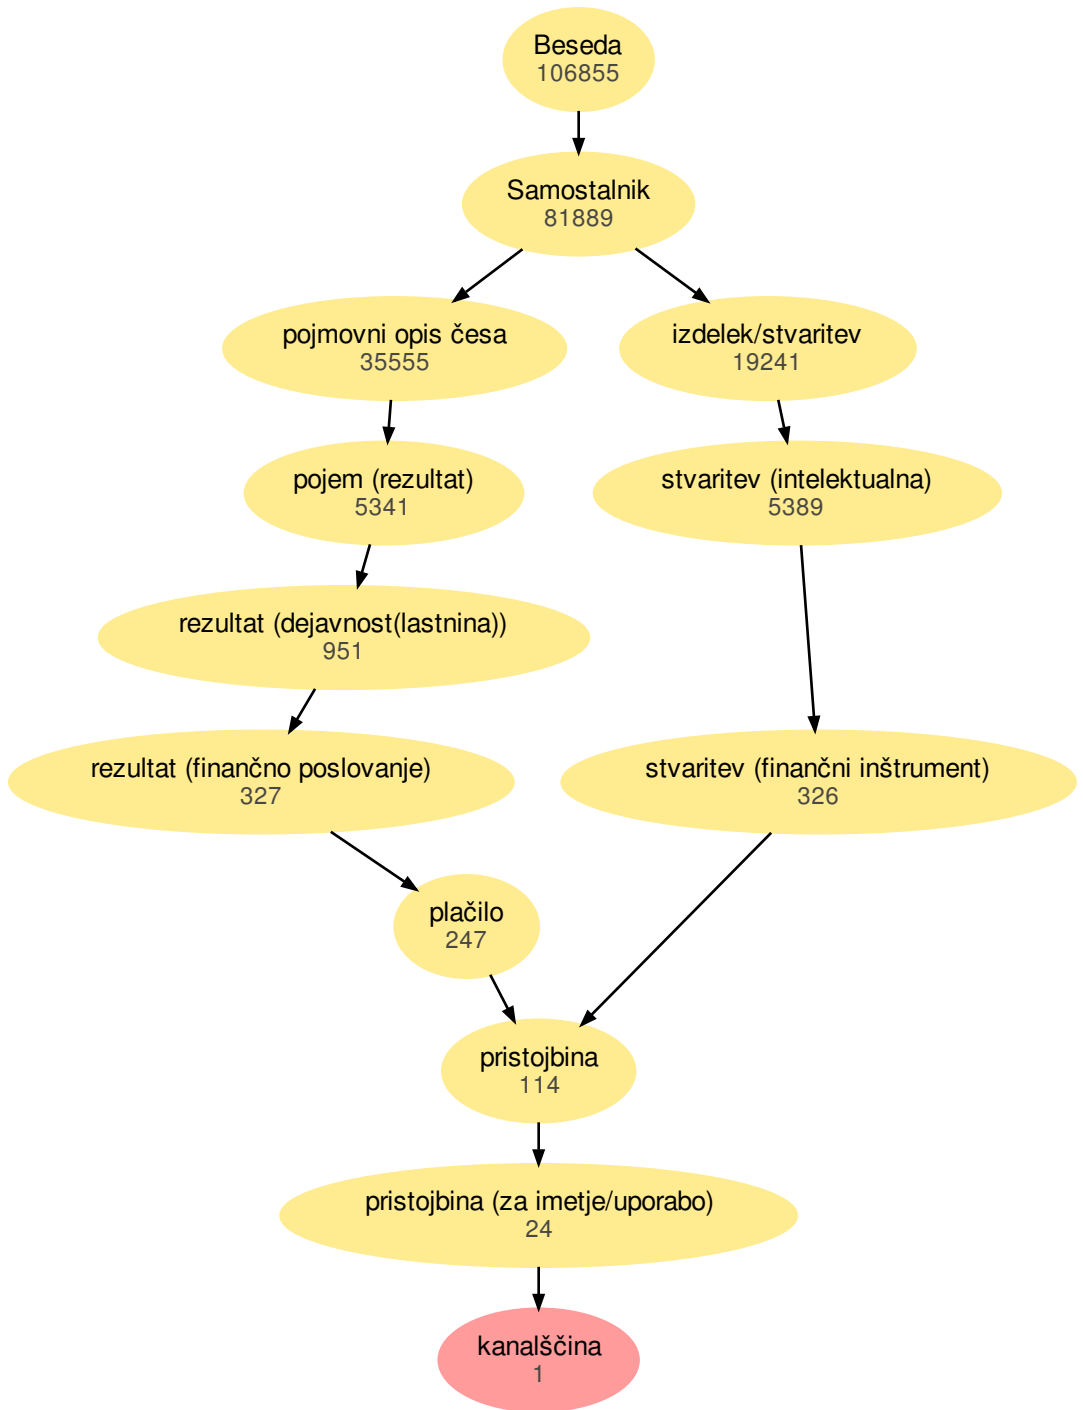 Beseda
106855
Samostalnik
81889
pojmovni opis česa
35555
izdelek/stvaritev
19241
pojem (rezultat)
5341
stvaritev (intelektualna)
5389
rezultat (dejavnost(lastnina))
951
rezultat (finančno poslovanje)
327
stvaritev (finančni inštrument)
326
plačilo
247
pristojbina
114
pristojbina (za imetje/uporabo)
24
kanalščina
1